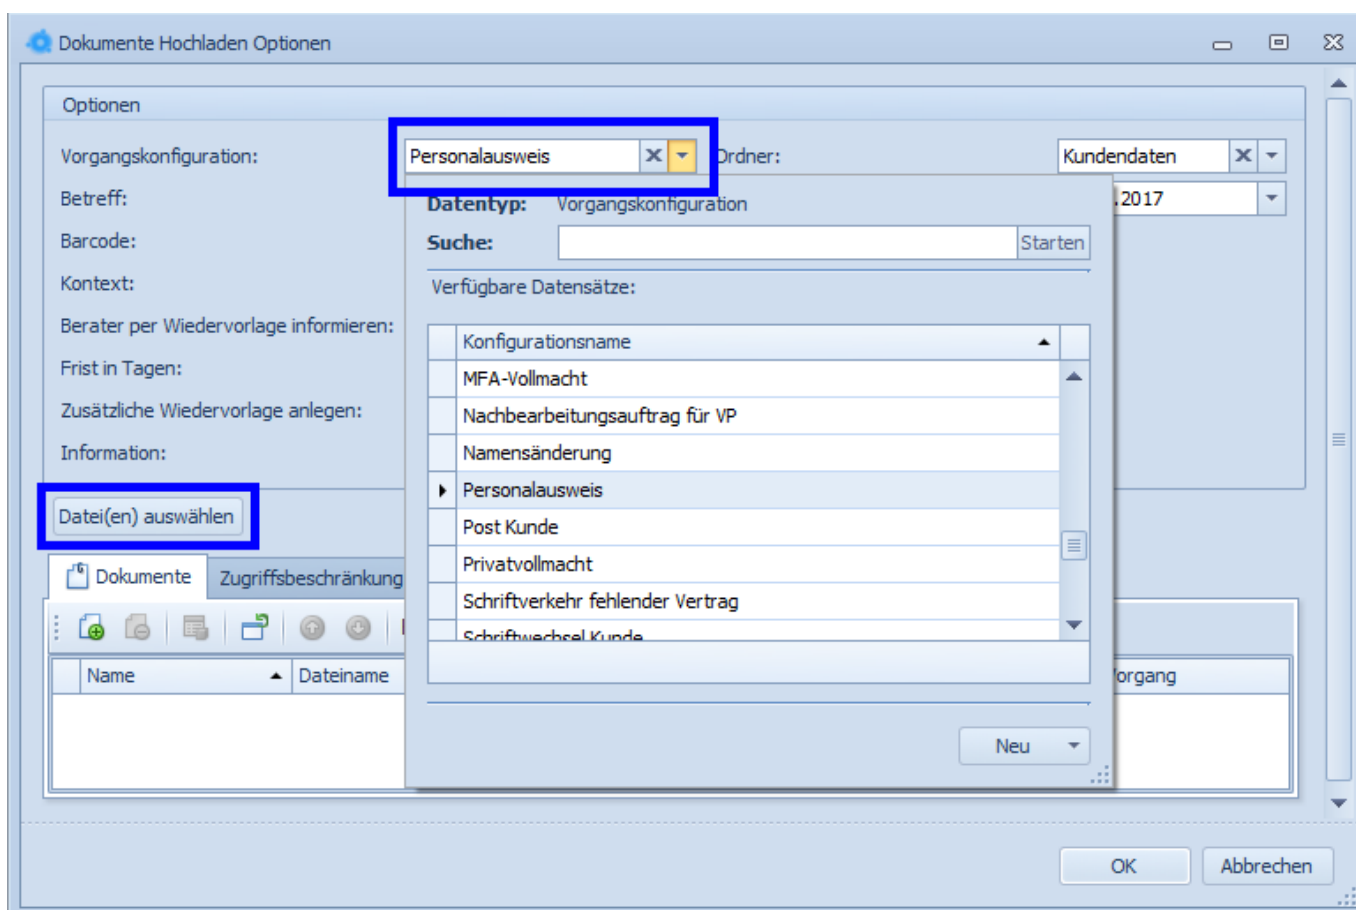 Dokumente Hochladen Optionen
Optionen
Vorgangskonfiguration: Personalausweis Ordner: Kundendaten
Betreff: .2017
Datentyp: Vorgangskonfiguration
Barcode:
Suche: Starten
Kontext:
Verfügbare Datensätze:
Berater per Wiedervorlage informieren:
Konfigurationsname
Frist in Tagen:
MFA-Vollmacht
Zusätzliche Wiedervorlage anlegen:
Nachbearbeitungsauftrag für VP
Information:
Namensänderung
Personalausweis
Datei(en) auswählen
Post Kunde
Privatvollmacht
Dokumente Zugriffsbeschränkung
Schriftverkehr fehlender Vertrag
Schriftwechsel Kunde
Name Dateiname organg
Neu
OK Abbrechen